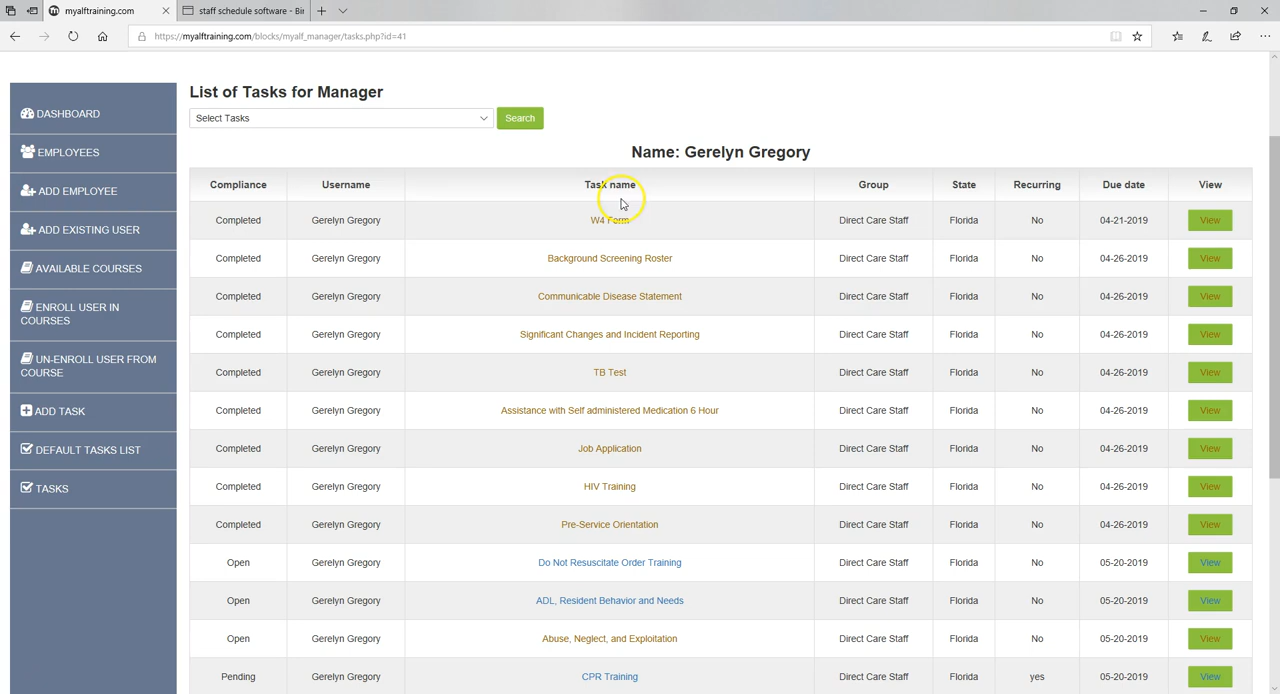 myalftraining.com
staff schedule software - Bin
https://myalftraining.com/blocks/myalf_manager/tasks.php?id=41
DASHBOARD
EMPLOYEES
ADD EMPLOYEE
ADD EXISTING USER
AVAILABLE COURSES
ENROLL USER IN
COURSES
UN-ENROLL USER FROM
COURSE
ADD TASK
DEFAULT TASKS LIST
TASKS
List of Tasks for Manager
Select Tasks Search
Name: Gerelyn Gregory
Compliance Username Task name Group State Recurring Due date View
Completed Gerelyn Gregory W4 Form Direct Care Staff Florida No 04-21-2019 View
Completed Gerelyn Gregory Background Screening Roster Direct Care Staff Florida No 04-26-2019 View
Completed Gerelyn Gregory Communicable Disease Statement Direct Care Staff Florida No 04-26-2019 View
Completed Gerelyn Gregory Significant Changes and Incident Reporting Direct Care Staff Florida No 04-26-2019 View
Completed Gerelyn Gregory TB Test Direct Care Staff Florida No 04-26-2019 View
Completed Gerelyn Gregory Assistance with Self administered Medication 6 Hour Direct Care Staff Florida No 04-26-2019 View
Completed Gerelyn Gregory Job Application Direct Care Staff Florida No 04-26-2019 View
Completed Gerelyn Gregory HIV Training Direct Care Staff Florida No 04-26-2019 View
Completed Gerelyn Gregory Pre-Service Orientation Direct Care Staff Florida No 04-26-2019 View
Open Gerelyn Gregory Do Not Resuscitate Order Training Direct Care Staff Florida No 05-20-2019 View
Open Gerelyn Gregory ADL, Resident Behavior and Needs Direct Care Staff Florida No 05-20-2019 View
Open Gerelyn Gregory Abuse, Neglect, and Exploitation Direct Care Staff Florida No 05-20-2019 View
Pending Gerelyn Gregory CPR Training Direct Care Staff Florida yes 05-20-2019 View